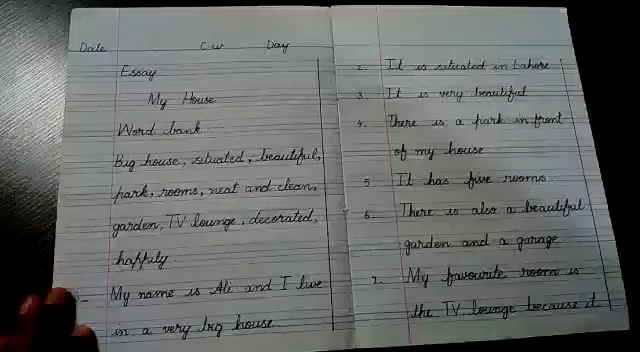 Date C.W Day
Essay
My House
Word bank
Big house, situated, beautiful,
park, rooms, neat and clean,
garden, TV lounge, decorated,
happily.
My name is Ali and I live
in a very big house.
2. It is situated in Lahore
3. It is very beautiful
4. There is a park in front
of my house
5 It has five rooms.
6. There is also a beautiful
garden and a garage.
7. My favourite room is
the TV lounge because it